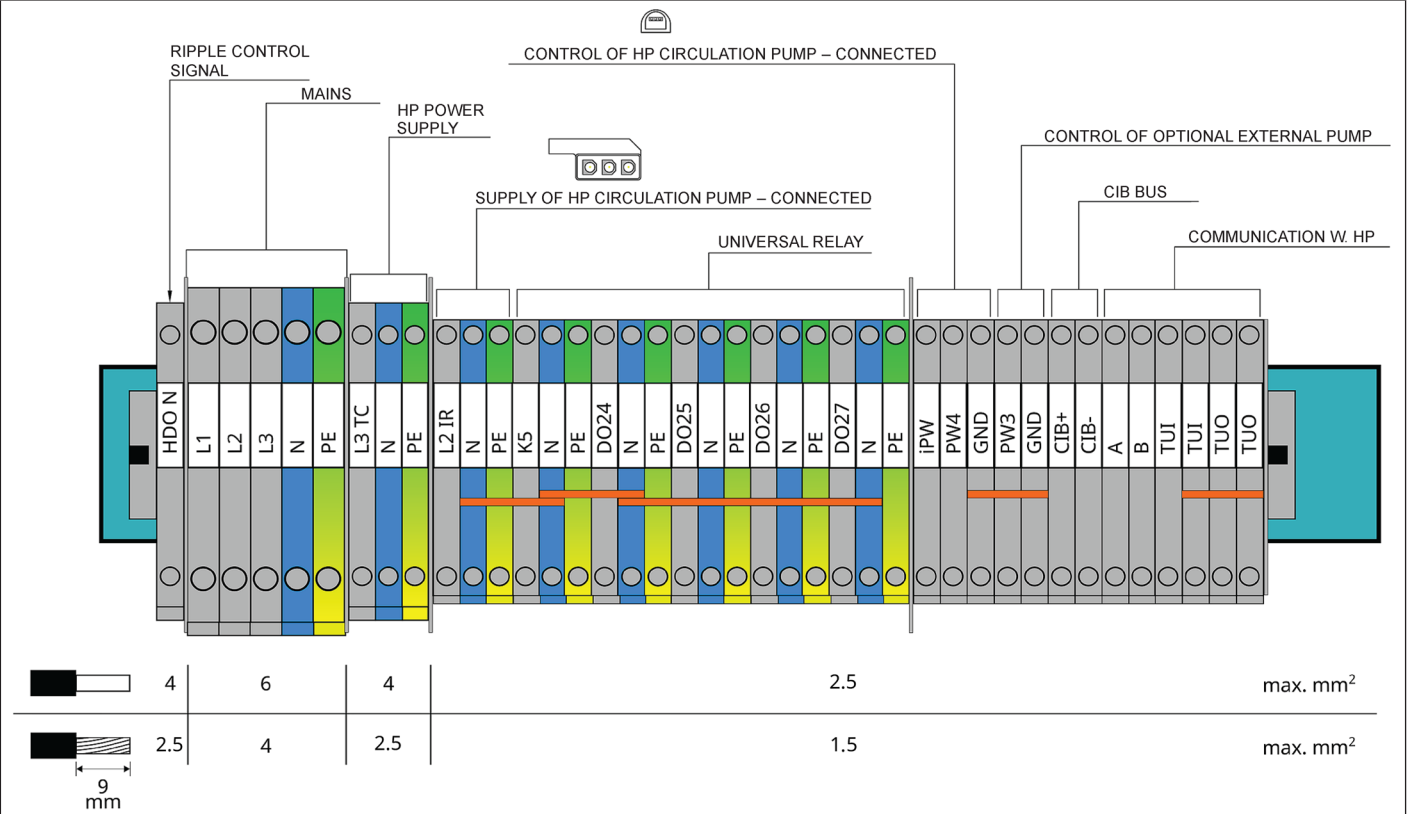 RIPPLE CONTROL
SIGNAL
MAINS
HP POWER
SUPPLY
CONTROL OF HP CIRCULATION PUMP – CONNECTED
SUPPLY OF HP CIRCULATION PUMP – CONNECTED
UNIVERSAL RELAY
CONTROL OF OPTIONAL EXTERNAL PUMP
CIB BUS
COMMUNICATION W. HP
HDO N
L1
L2
L3
N
PE
L3 TC
N
PE
L2 IR
N
PE
K5
N
PE
DO24
N
PE
DO25
N
PE
DO26
N
PE
DO27
N
PE
iPW
PW4
GND
PW3
GND
CIB+
CIB-
A
B
TUI
TUI
TUO
TUO
4 6 4 2.5 max. mm²
2.5 4 2.5 1.5 max. mm²
9
mm